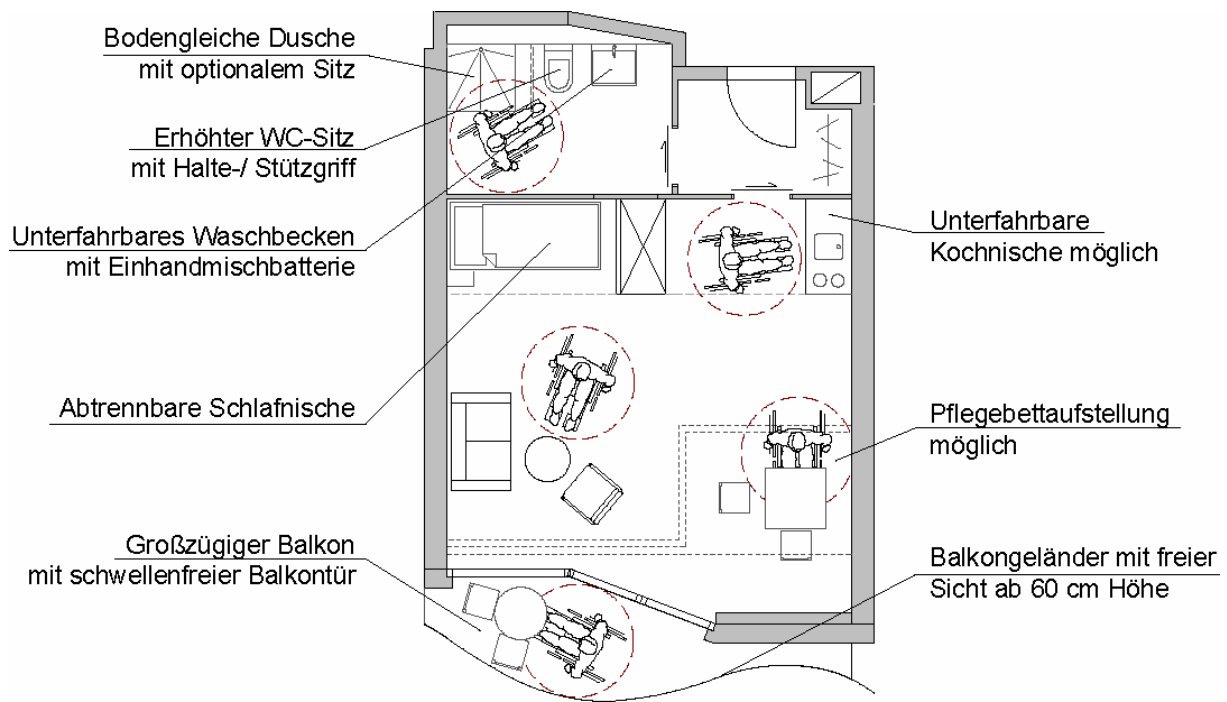 Bodengleiche Dusche
mit optionalem Sitz
Erhöhter WC-Sitz
mit Halte-/ Stützgriff
Unterfahrbares Waschbecken
mit Einhandmischbatterie
Abtrennbare Schlafnische
Großzügiger Balkon
mit schwellenfreier Balkontür
Unterfahrbare
Kochnische möglich
Pflegebettaufstellung
möglich
Balkongeländer mit freier
Sicht ab 60 cm Höhe